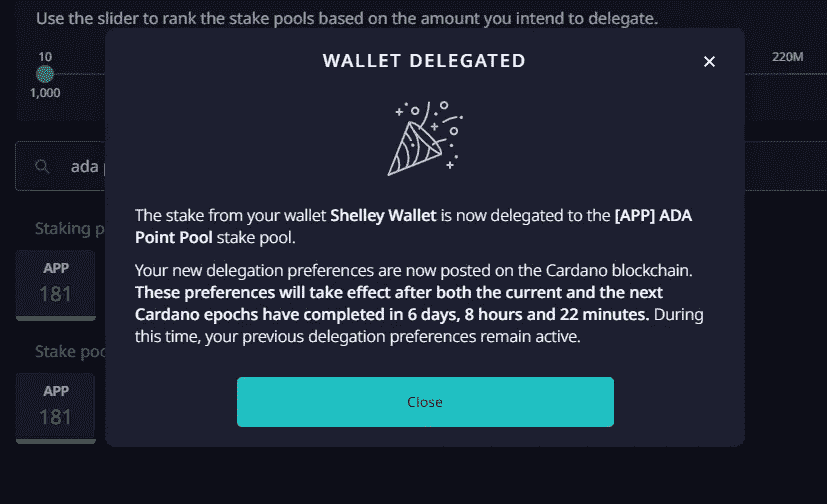 Use the slider to rank the stake pools based on the amount you intend to delegate.
10
220M
1,000
WALLET DELEGATED
ada
The stake from your wallet Shelley Wallet is now delegated to the [APP] ADA
Point Pool stake pool.
Your new delegation preferences are now posted on the Cardano blockchain.
These preferences will take effect after both the current and the next
Cardano epochs have completed in 6 days, 8 hours and 22 minutes. During
this time, your previous delegation preferences remain active.
Close
Staking p
APP
181
Stake poo
APP
181